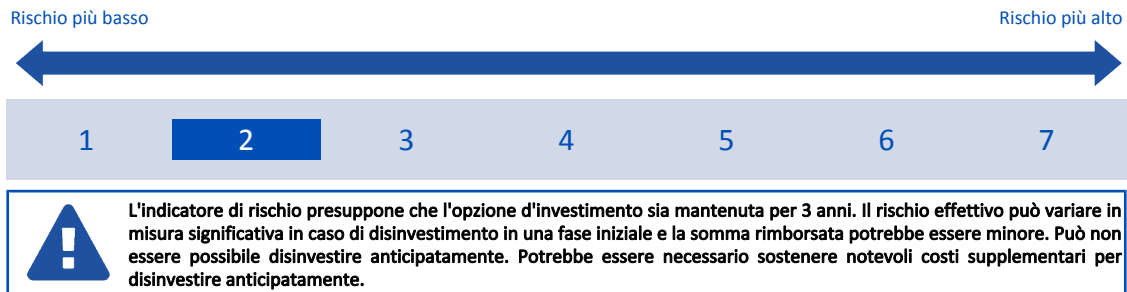 Rischio più basso Rischio più alto
1 2 3 4 5 6 7
L'indicatore di rischio presuppone che l'opzione d'investimento sia mantenuta per 3 anni. Il rischio effettivo può variare in
misura significativa in caso di disinvestimento in una fase iniziale e la somma rimborsata potrebbe essere minore. Può non
essere possibile disinvestire anticipatamente. Potrebbe essere necessario sostenere notevoli costi supplementari per
disinvestire anticipatamente.